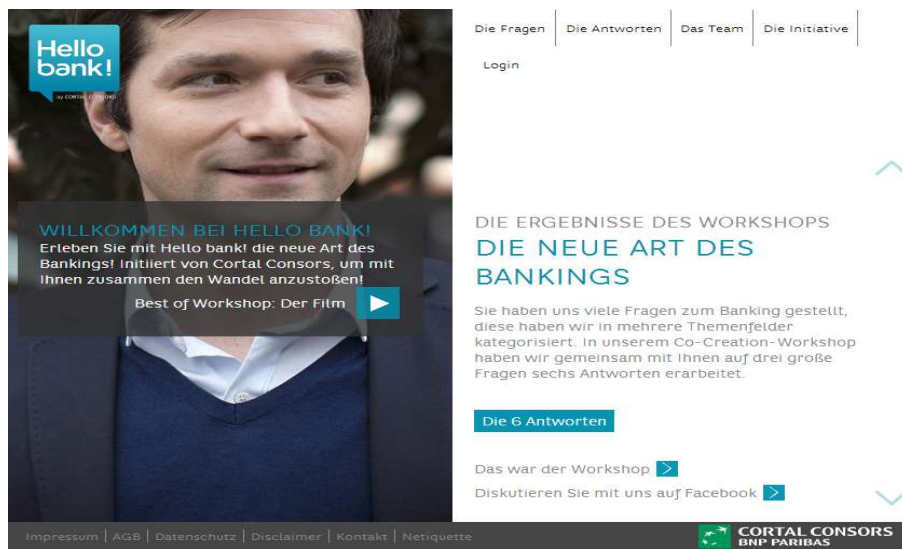 Hello
bank!
by CORTAL CONSORS
Die Fragen
Die Antworten
Das Team
Die Initiative
Login
WILLKOMMEN BEI HELLO BANK!
Erleben Sie mit Hello bank! die neue Art des
Bankings! Initiiert von Cortal Consors, um mit
Ihnen zusammen den Wandel anzustoßen!
Best of Workshop: Der Film
DIE ERGEBNISSE DES WORKSHOPS
DIE NEUE ART DES
BANKINGS
Sie haben uns viele Fragen zum Banking gestellt,
diese haben wir in mehrere Themenfelder
kategorisiert. In unserem Co-Creation-Workshop
haben wir gemeinsam mit Ihnen auf drei große
Fragen sechs Antworten erarbeitet.
Die 6 Antworten
Das war der Workshop
Diskutieren Sie mit uns auf Facebook
Impressum | AGB | Datenschutz | Disclaimer | Kontakt | Netiquette
CORTAL CONSORS
BNP PARIBAS